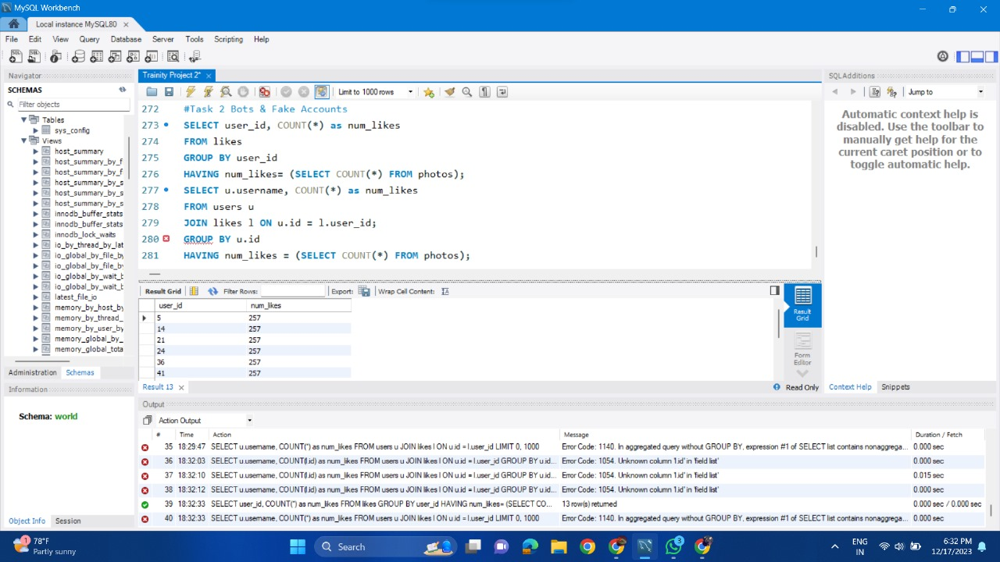 MySQL Workbench
Local instance MySQL80
File Edit View Query Database Server Tools Scripting Help
Navigator
SCHEMAS
Filter objects
Tables
sys_config
Views
host_summary
host_summary_by_f
host_summary_by_f
host_summary_by_s
host_summary_by_s
host_summary_by_s
innodb_buffer_stats
innodb_buffer_stats
innodb_lock_waits
io_by_thread_by_lat
io_global_by_file_by
io_global_by_file_by
io_global_by_wait_b
io_global_by_wait_b
latest_file_io
memory_by_host_by
memory_by_thread_
memory_by_user_by
memory_global_by_
memory_global_tota
Administration Schemas
Information
Schema: world
Object Info Session
Trainity Project 2*
Limit to 1000 rows
272 #Task 2 Bots & Fake Accounts
273 SELECT user_id, COUNT(*) as num_likes
274 FROM likes
275 GROUP BY user_id
276 HAVING num_likes= (SELECT COUNT(*) FROM photos);
277 SELECT u.username, COUNT(*) as num_likes
278 FROM users u
279 JOIN likes l ON u.id = l.user_id;
280 GROUP BY u.id
281 HAVING num_likes = (SELECT COUNT(*) FROM photos);
Result Grid Filter Rows: Export: Wrap Cell Content:
user_id num_likes
5 257
14 257
21 257
24 257
36 257
41 257
Result Grid
Form Editor
Result 13
Read Only
SQLAdditions
Jump to
Automatic context help is
disabled. Use the toolbar to
manually get help for the
current caret position or to
toggle automatic help.
Context Help Snippets
Output
Action Output
# Time Action Message Duration / Fetch
35 18:29:47 SELECT u.username, COUNT(*) as num_likes FROM users u JOIN likes l ON u.id = l.user_id LIMIT 0, 1000 Error Code: 1140. In aggregated query without GROUP BY, expression #1 of SELECT list contains nonaggrega... 0.000 sec
36 18:32:03 SELECT u.username, COUNT(l.id) as num_likes FROM users u JOIN likes l ON u.id = l.user_id GROUP BY u.id... Error Code: 1054. Unknown column 'l.id' in 'field list' 0.000 sec
37 18:32:10 SELECT u.username, COUNT(l.id) as num_likes FROM users u JOIN likes l ON u.id = l.user_id GROUP BY u.id... Error Code: 1054. Unknown column 'l.id' in 'field list' 0.015 sec
38 18:32:12 SELECT u.username, COUNT(l.id) as num_likes FROM users u JOIN likes l ON u.id = l.user_id GROUP BY u.id... Error Code: 1054. Unknown column 'l.id' in 'field list' 0.000 sec
39 18:32:33 SELECT user_id, COUNT(*) as num_likes FROM likes GROUP BY user_id HAVING num_likes= (SELECT CO... 13 row(s) returned 0.000 sec / 0.000 sec
40 18:32:33 SELECT u.username, COUNT(*) as num_likes FROM users u JOIN likes l ON u.id = l.user_id LIMIT 0, 1000 Error Code: 1140. In aggregated query without GROUP BY, expression #1 of SELECT list contains nonaggrega... 0.000 sec
1
78°F
Partly sunny
Search
3
ENG
IN
6:32 PM
12/17/2023